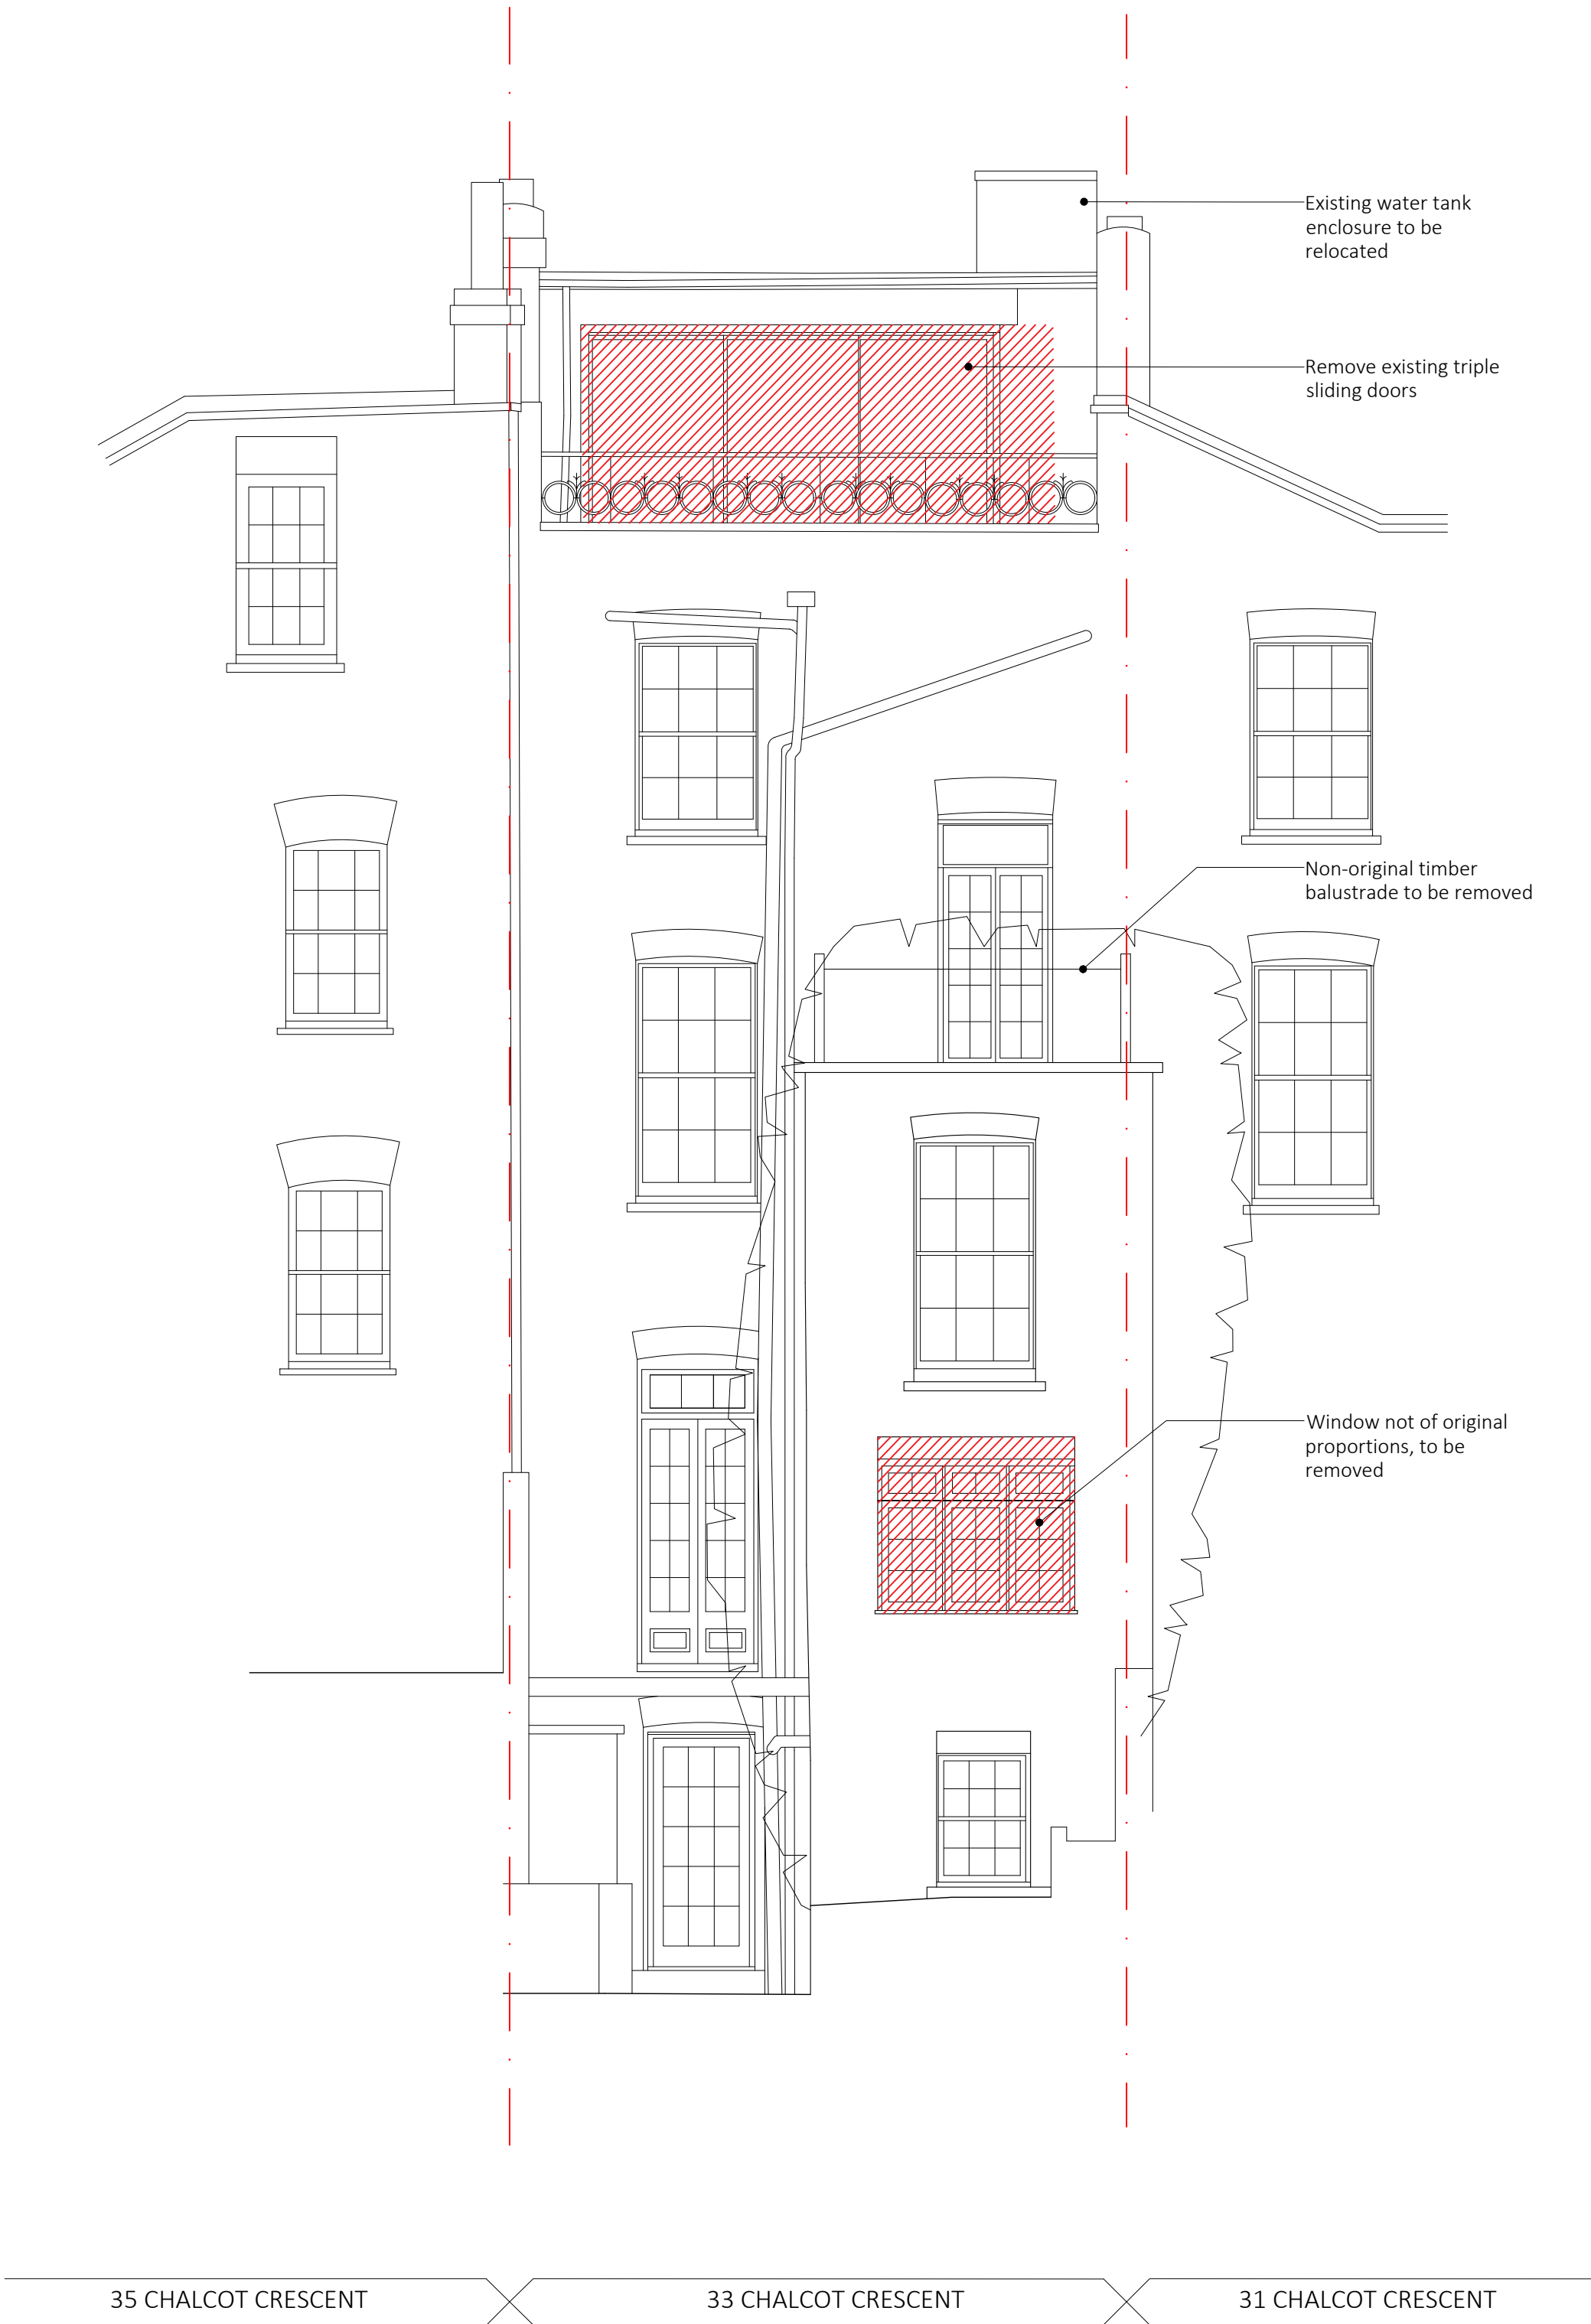 Existing water tank
enclosure to be
relocated
Remove existing triple
sliding doors
Non-original timber
balustrade to be removed
Window not of original
proportions, to be
removed
35 CHALCOT CRESCENT
33 CHALCOT CRESCENT
31 CHALCOT CRESCENT